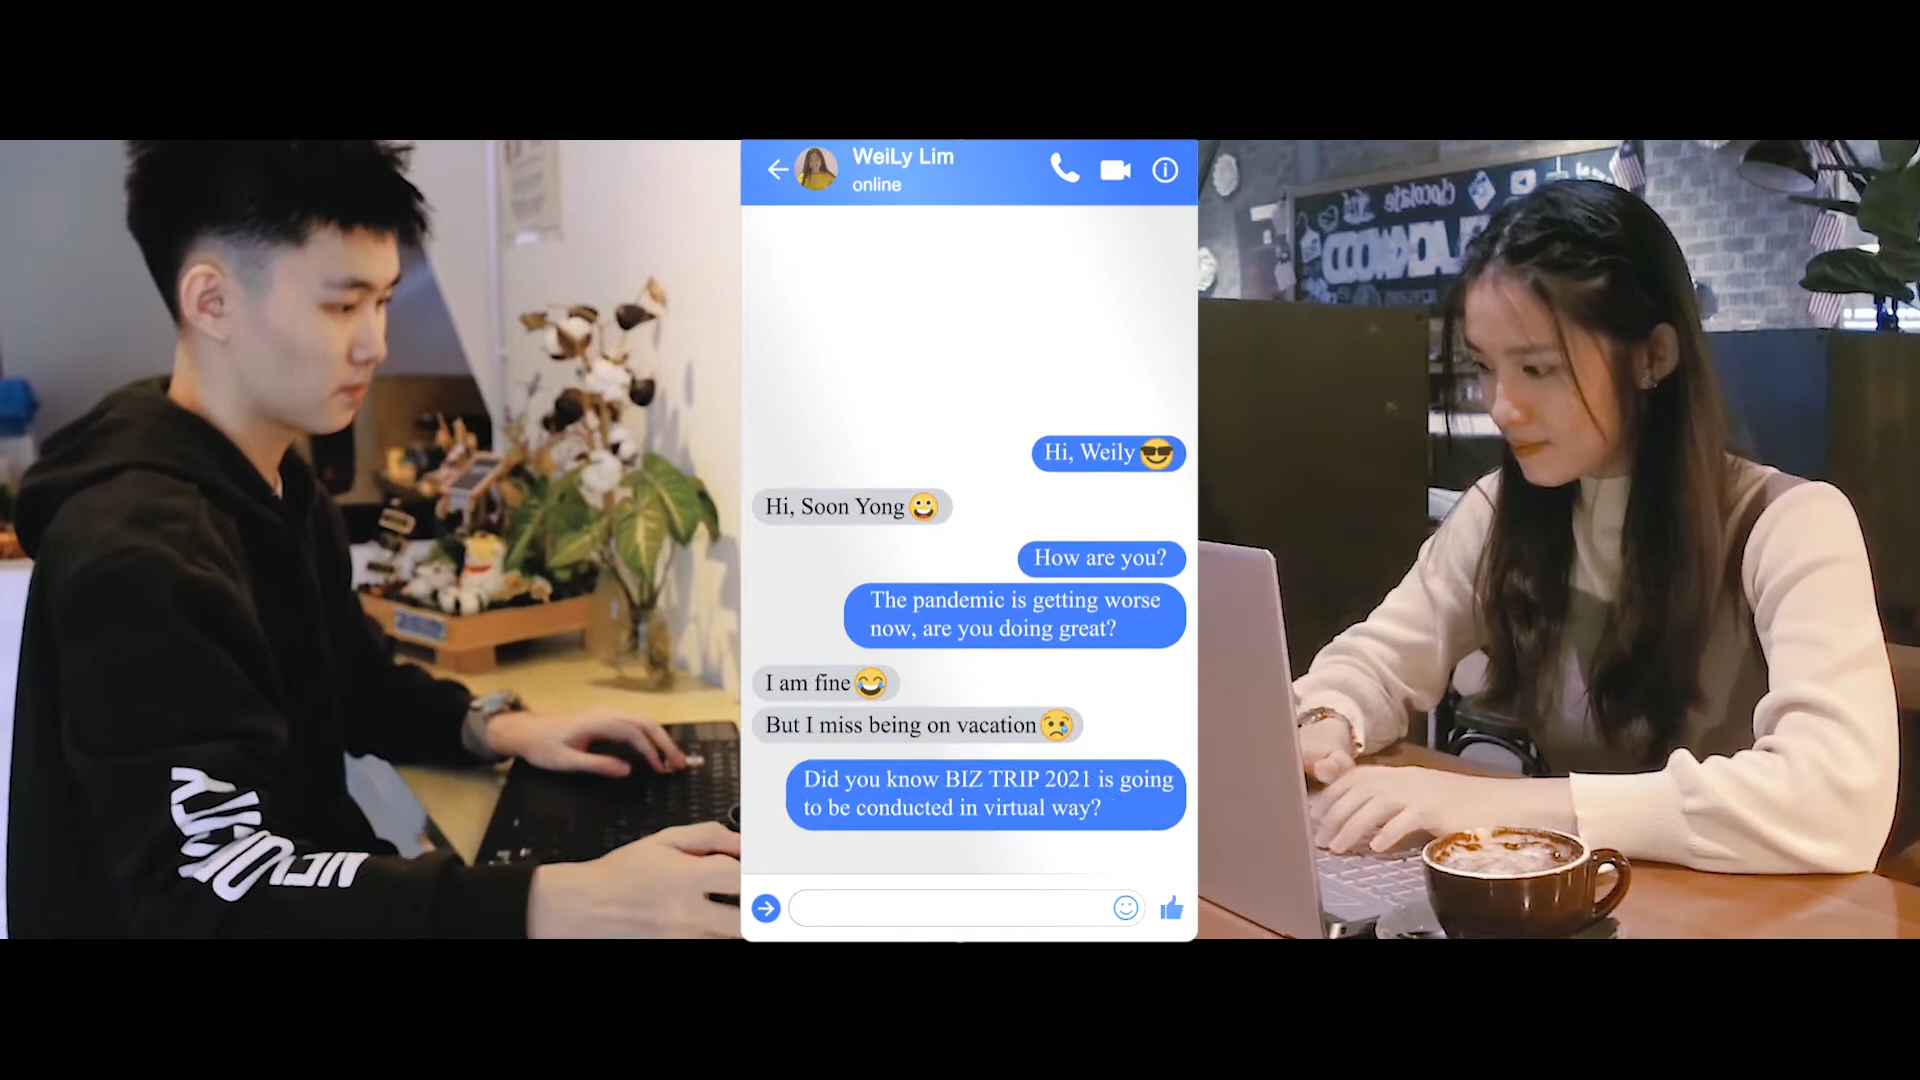 WeiLy Lim
online
Hi, Weily
Hi, Soon Yong
How are you?
The pandemic is getting worse
now, are you doing great?
I am fine
But I miss being on vacation
Did you know BIZ TRIP 2021 is going
to be conducted in virtual way?